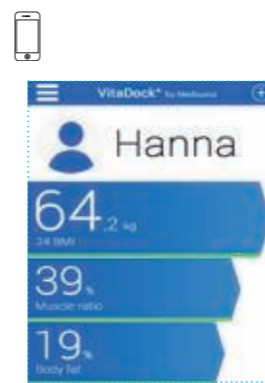 VitaDock+ by Medisana
Hanna
64,2 kg
24 BMI
39%
Muscle ratio
19%
Body fat